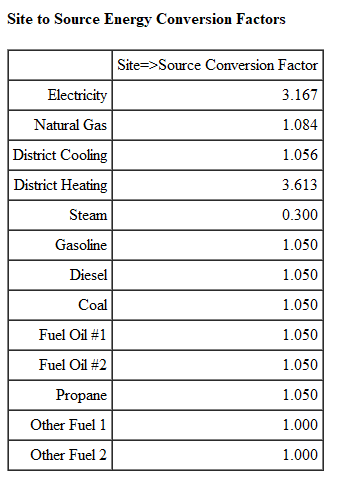 Site to Source Energy Conversion Factors
Site=>Source Conversion Factor
Electricity 3.167
Natural Gas 1.084
District Cooling 1.056
District Heating 3.613
Steam 0.300
Gasoline 1.050
Diesel 1.050
Coal 1.050
Fuel Oil #1 1.050
Fuel Oil #2 1.050
Propane 1.050
Other Fuel 1 1.000
Other Fuel 2 1.000